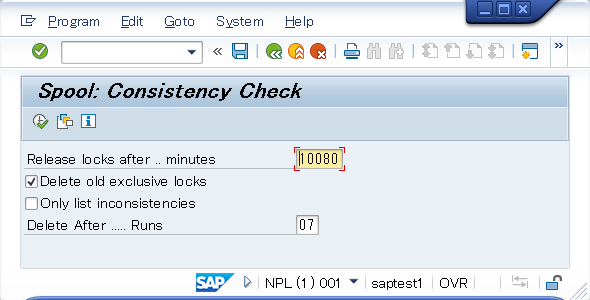 Program Edit Goto System Help
Spool: Consistency Check
Release locks after .. minutes 10080
Delete old exclusive locks
Only list inconsistencies
Delete After ..... Runs 07
SAP NPL (1) 001 saptest1 OVR